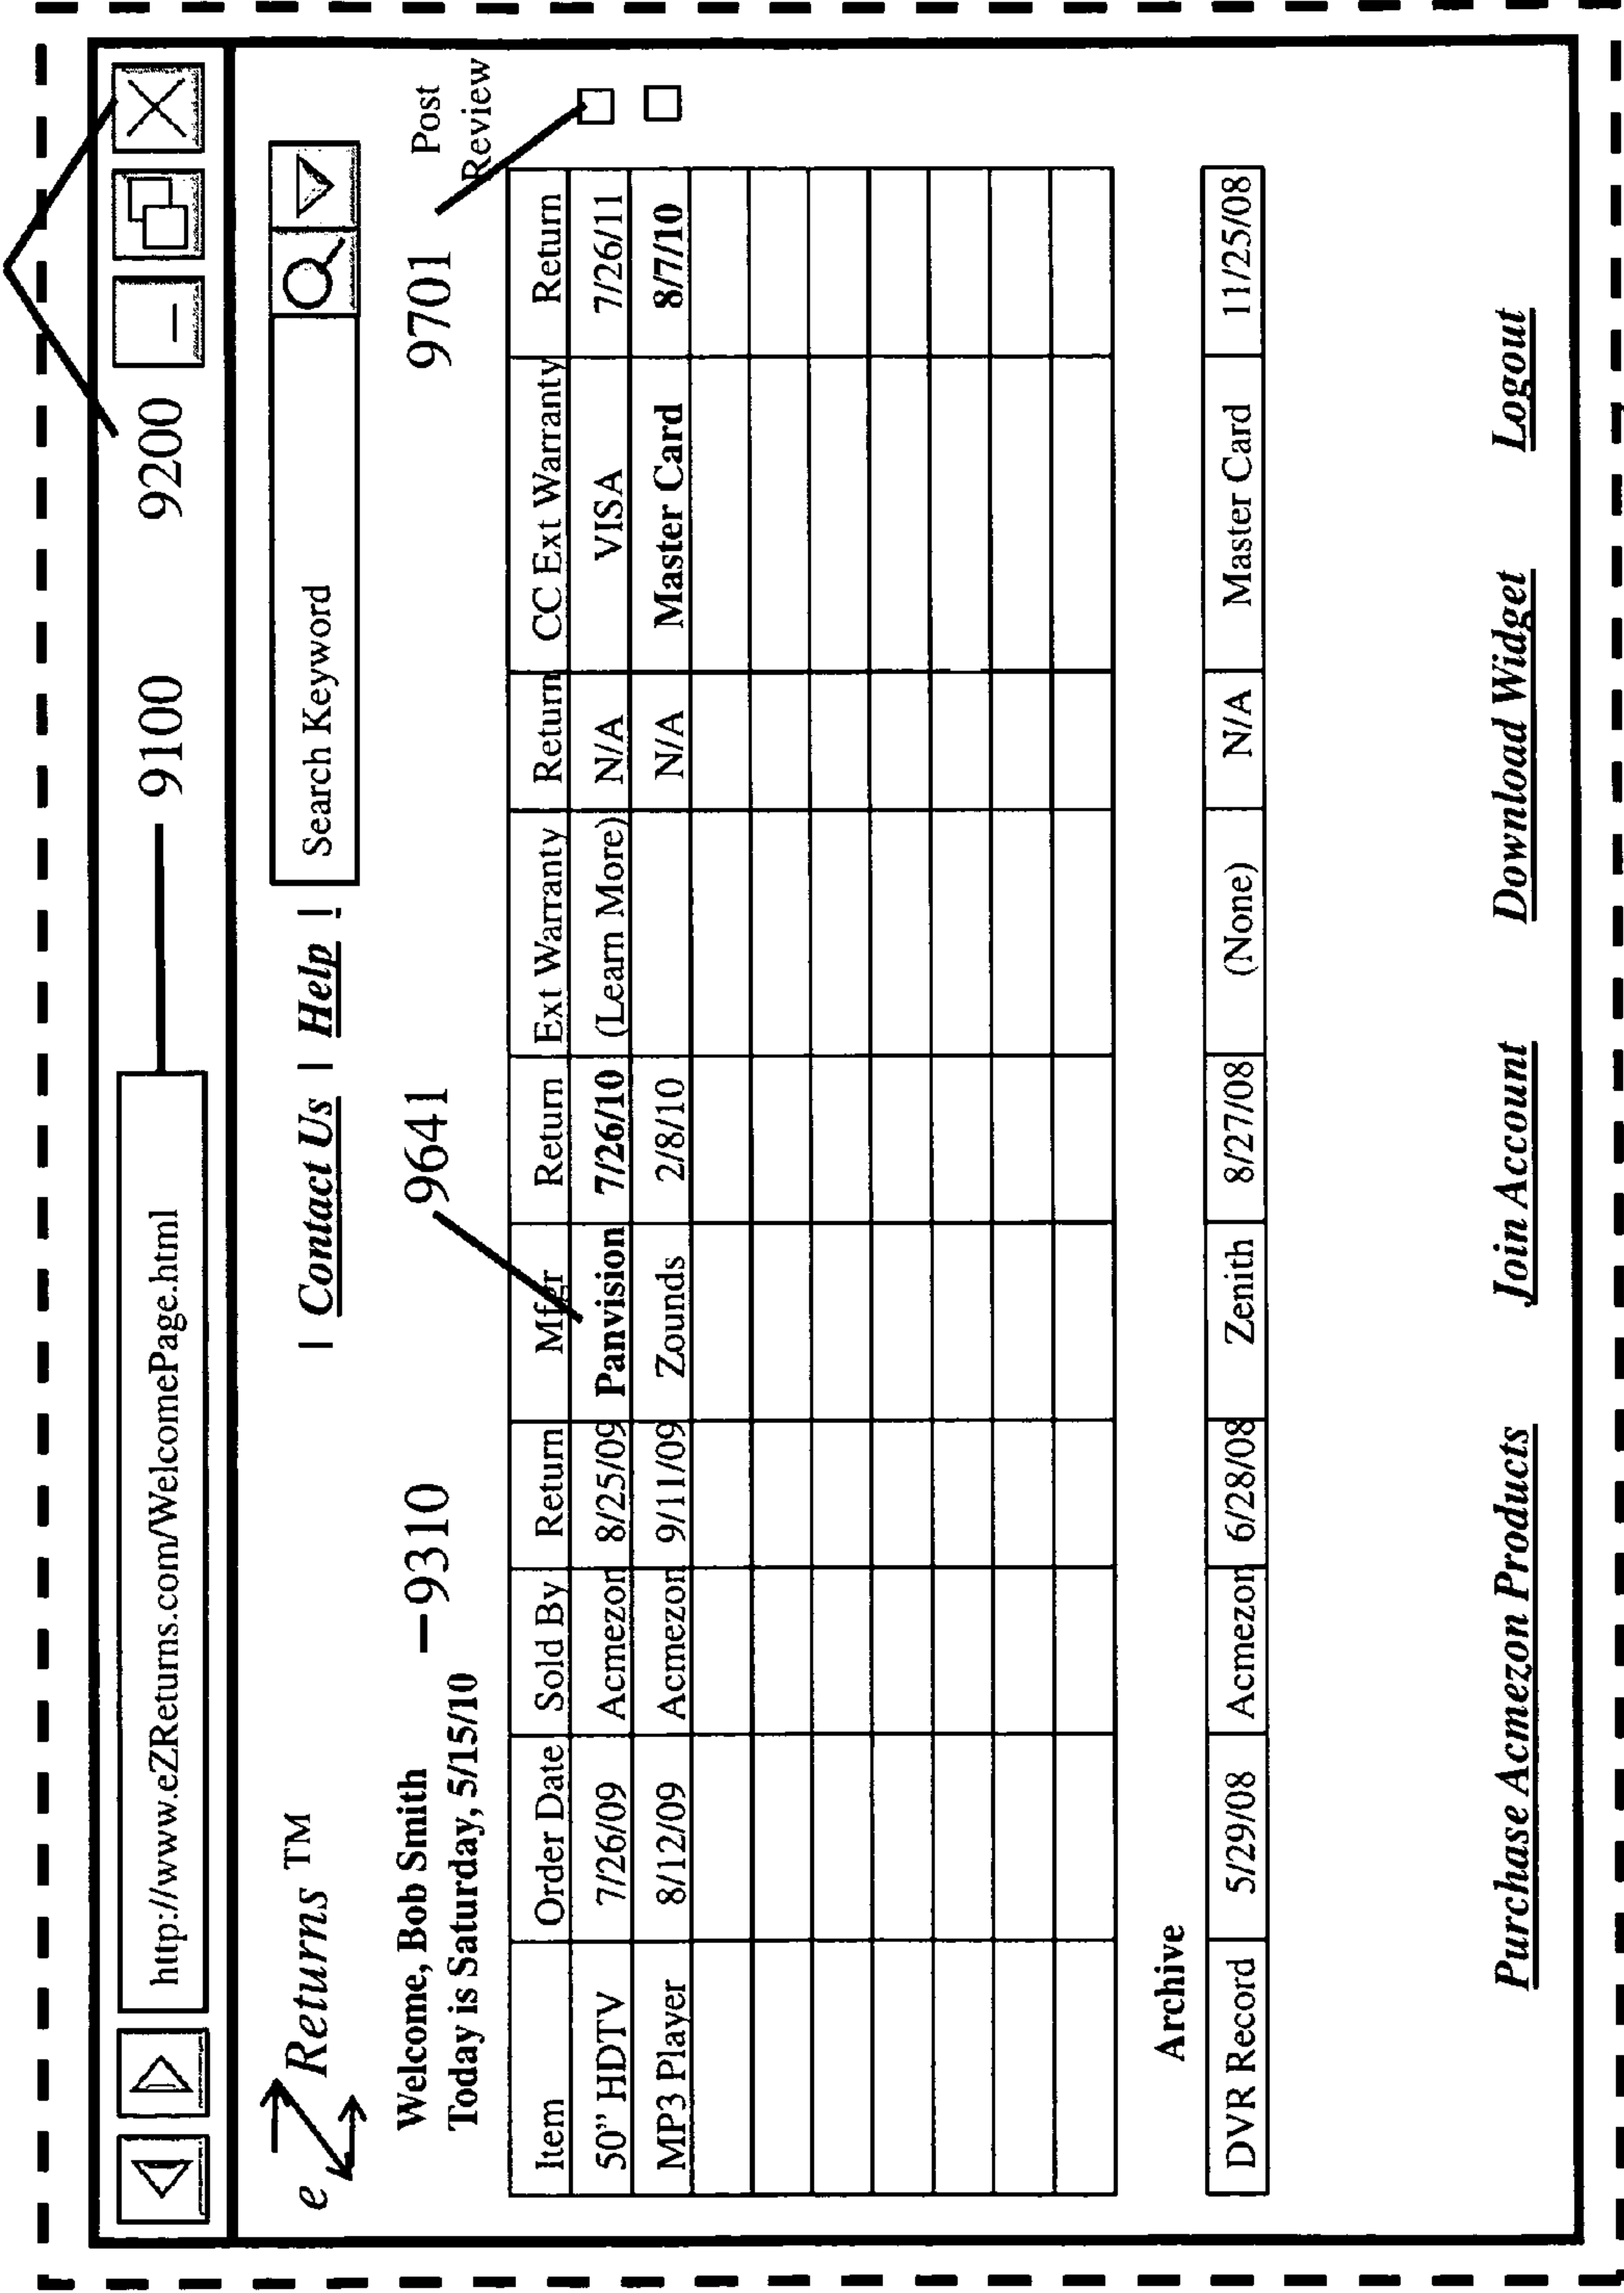 http://www.eZReturns.com/WelcomePage.html 9100 9200
eZ Returns TM | Contact Us | Help | Search Keyword
Welcome, Bob Smith
Today is Saturday, 5/15/10
9310 9641 9701
Post
Review
Item Order Date Sold By Return Mfgr Return Ext Warranty Return CC Ext Warranty Return
50” HDTV 7/26/09 Acmezon 8/25/09 Panvision 7/26/10 (Learn More) N/A VISA 7/26/11
MP3 Player 8/12/09 Acmezon 9/11/09 Zounds 2/8/10 N/A Master Card 8/7/10
Archive
DVR Record 5/29/08 Acmezon 6/28/08 Zenith 8/27/08 (None) N/A Master Card 11/25/08
Purchase Acmezon Products Join Account Download Widget Logout